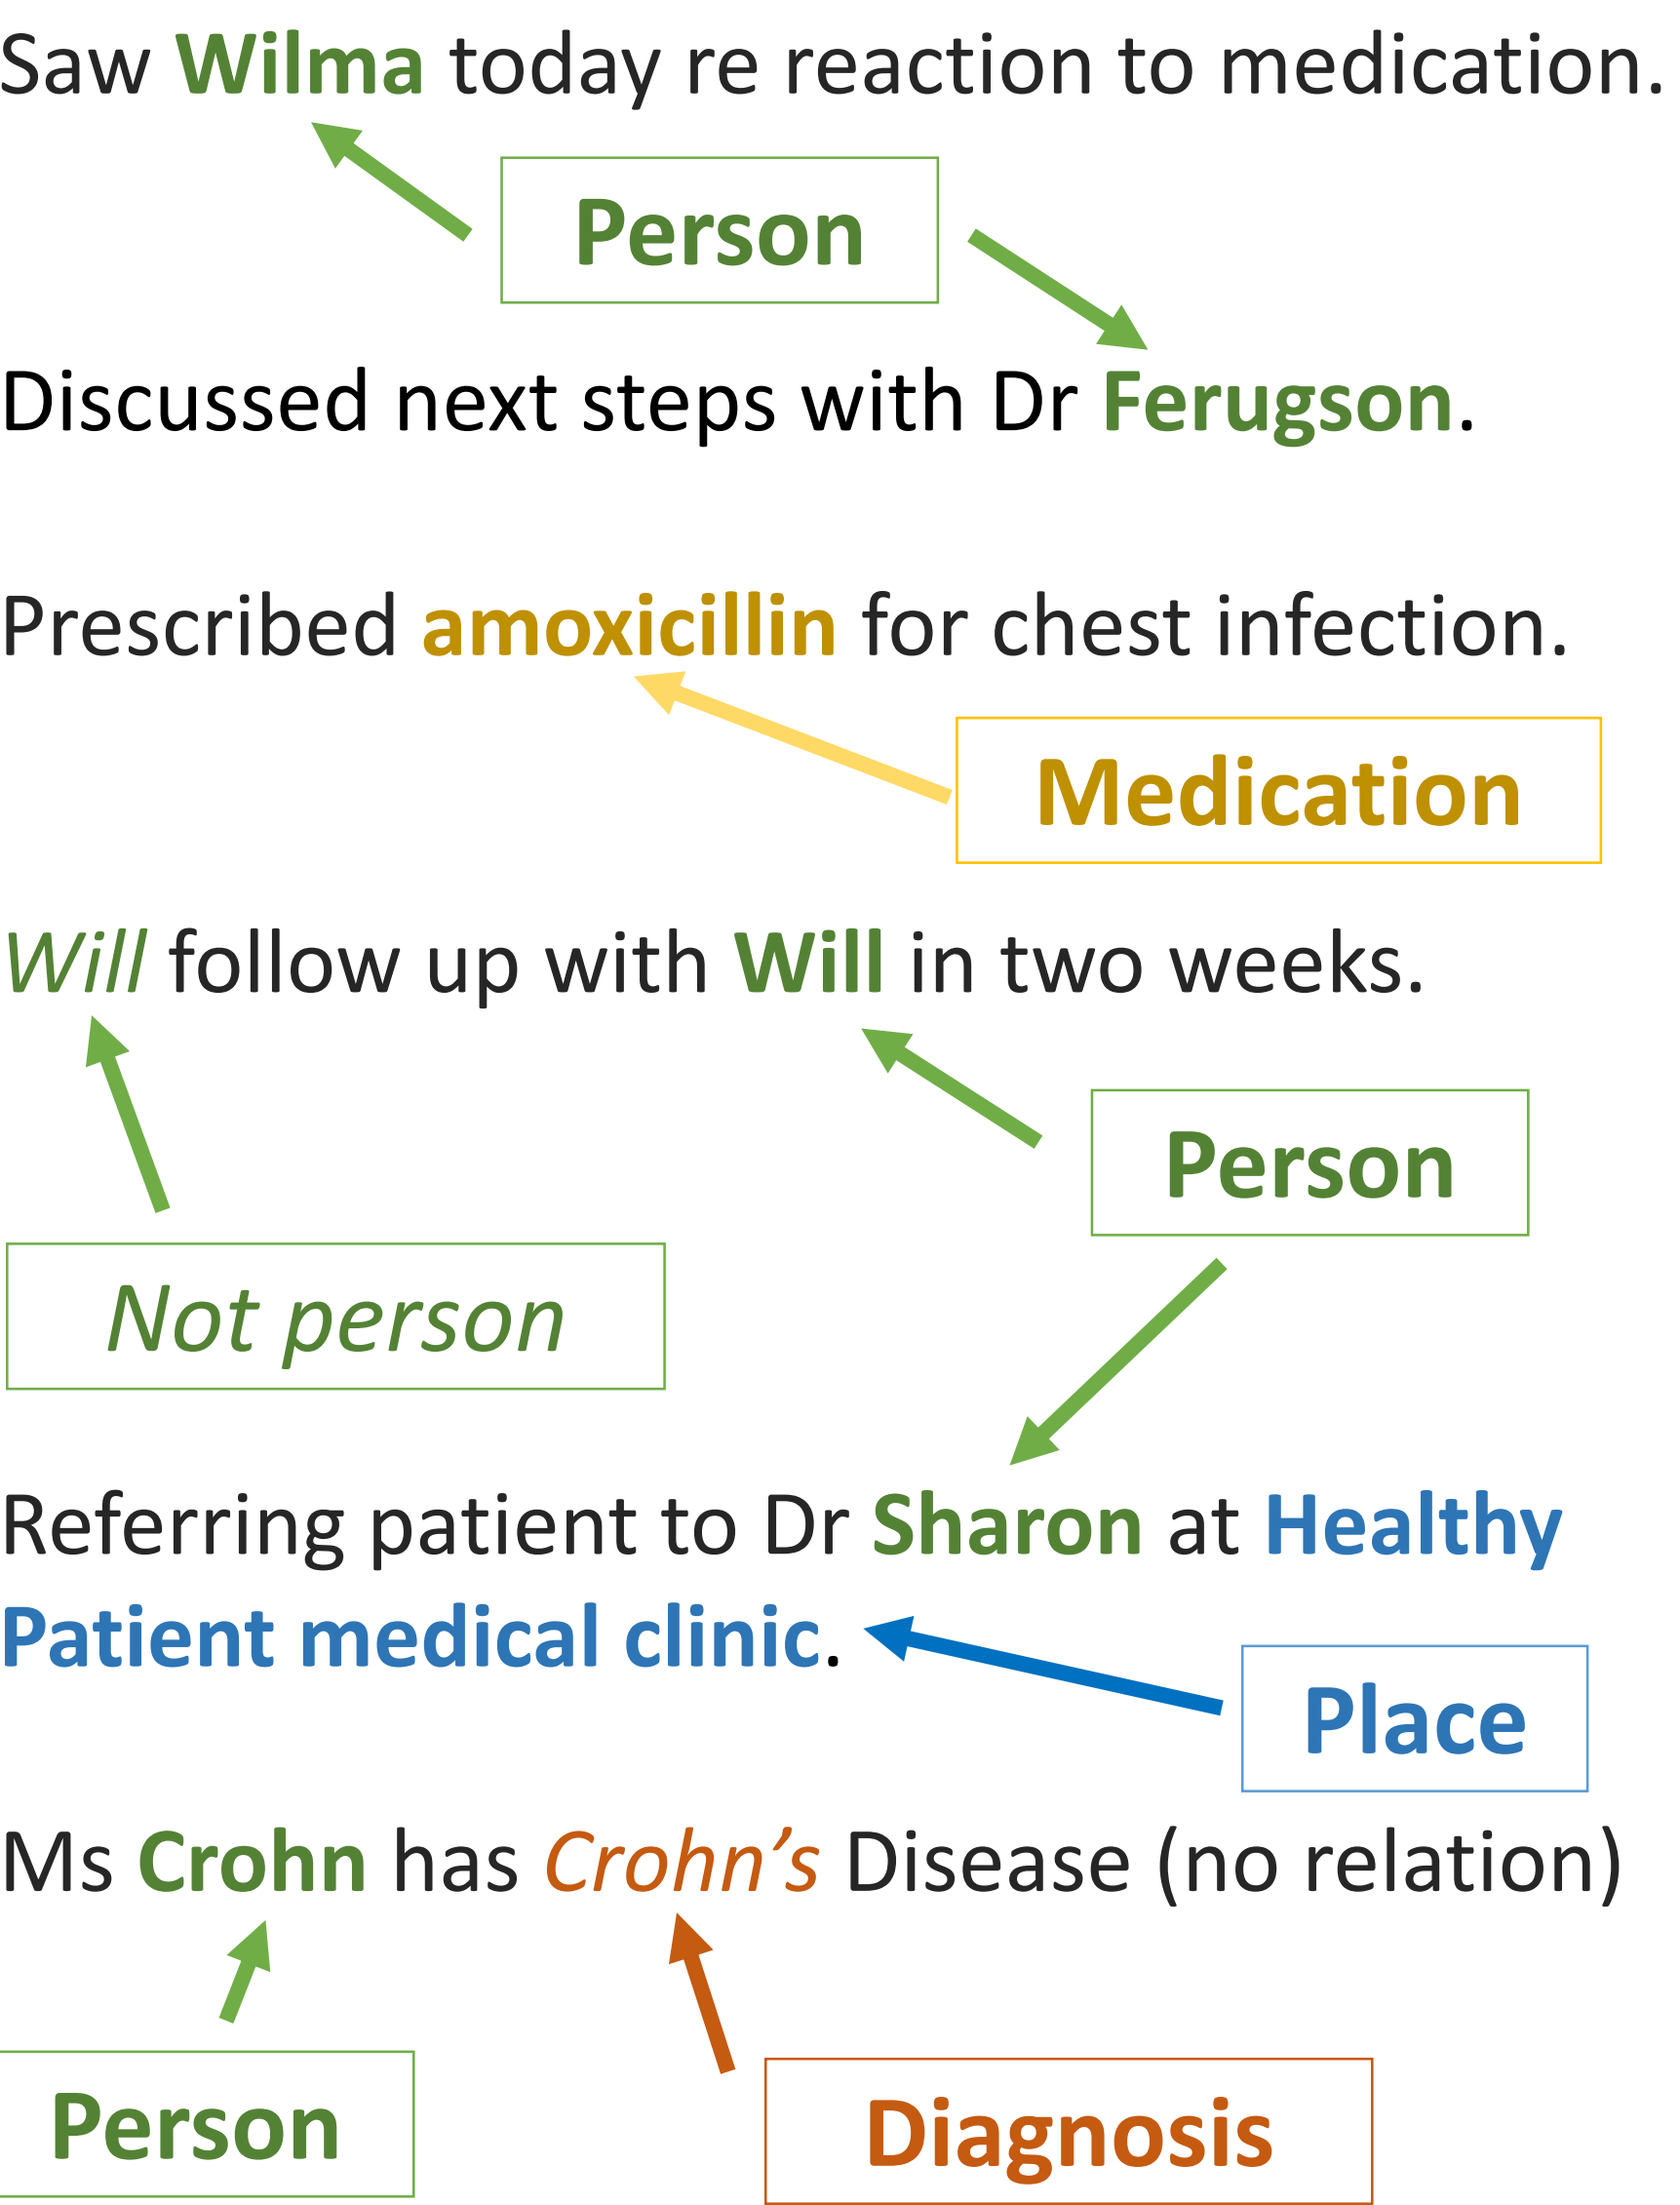 Saw Wilma today re reaction to medication.
Person
Discussed next steps with Dr Ferugson.
Prescribed amoxicillin for chest infection.
Medication
Will follow up with Will in two weeks.
Person
Not person
Referring patient to Dr Sharon at Healthy
Patient medical clinic.
Place
Ms Crohn has Crohn’s Disease (no relation)
Person
Diagnosis